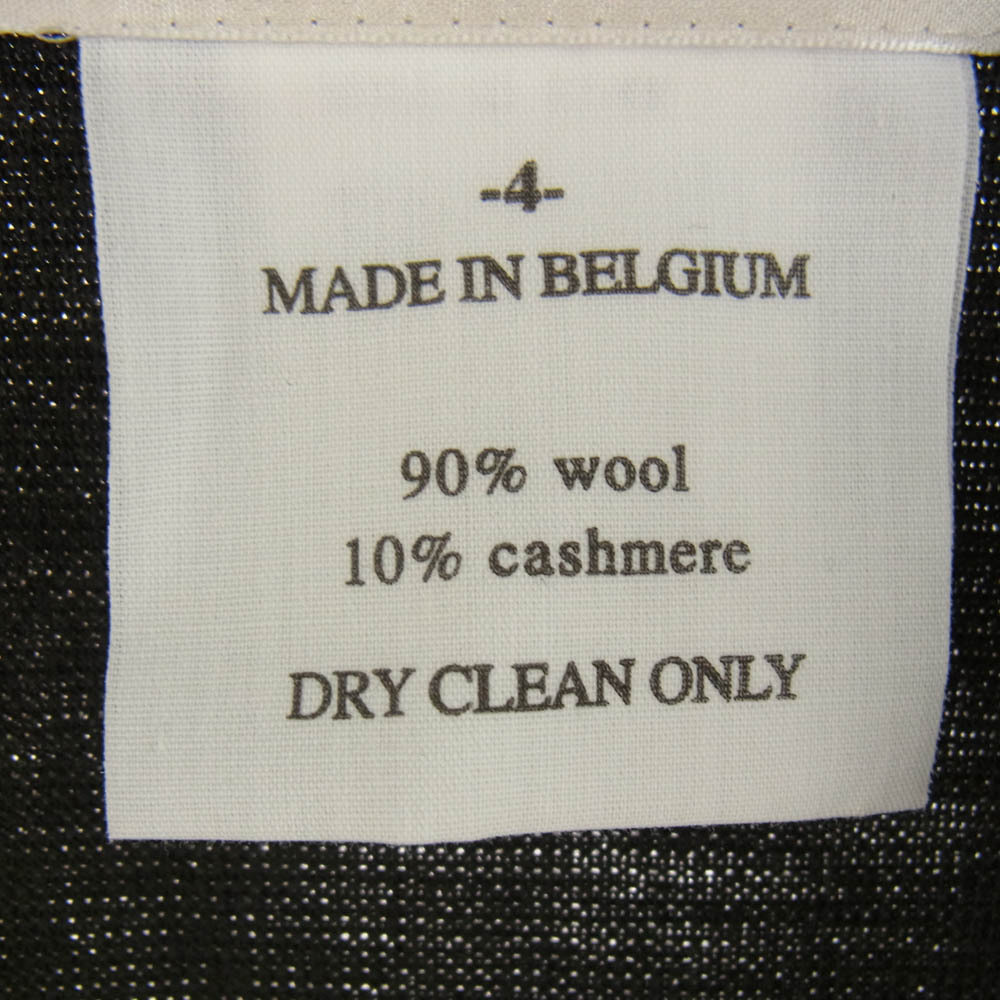 -4-
MADE IN BELGIUM
90% wool
10% cashmere
DRY CLEAN ONLY